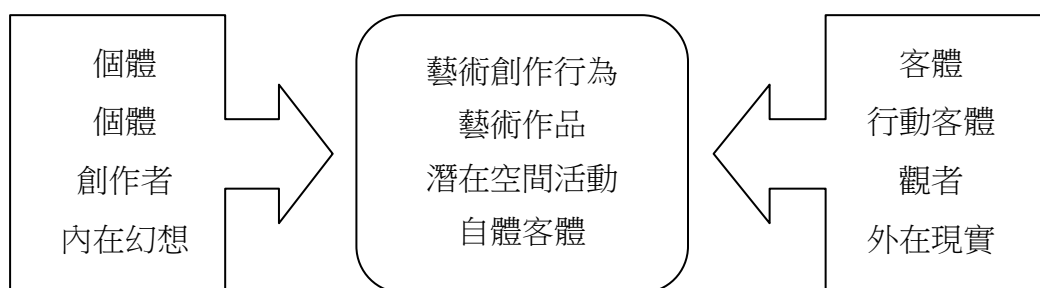 個體
個體
創作者
內在幻想
藝術創作行為
藝術作品
潛在空間活動
自體客體
客體
行動客體
觀者
外在現實